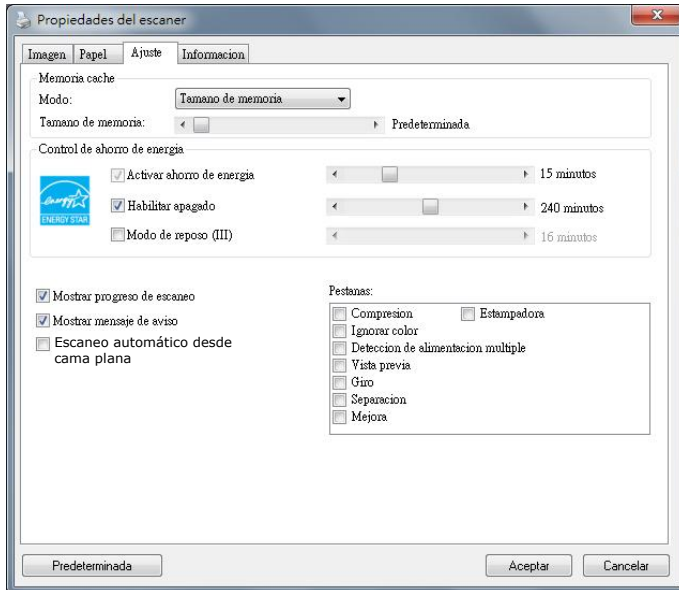 Propiedades del escaner
Imagen Papel Ajuste Informacion
Memoria cache
Modo: Tamano de memoria
Tamano de memoria: Predeterminada
Control de ahorro de energia
Activar ahorro de energia 15 minutos
energy
ENERGY STAR
Habilitar apagado 240 minutos
Modo de reposo (III) 16 minutos
Mostrar progreso de escaneo
Mostrar mensaje de aviso
Escaneo automático desde
cama plana
Pestanas:
Compresion Estampadora
Ignorar color
Deteccion de alimentacion multiple
Vista previa
Giro
Separacion
Mejora
Predeterminada Aceptar Cancelar